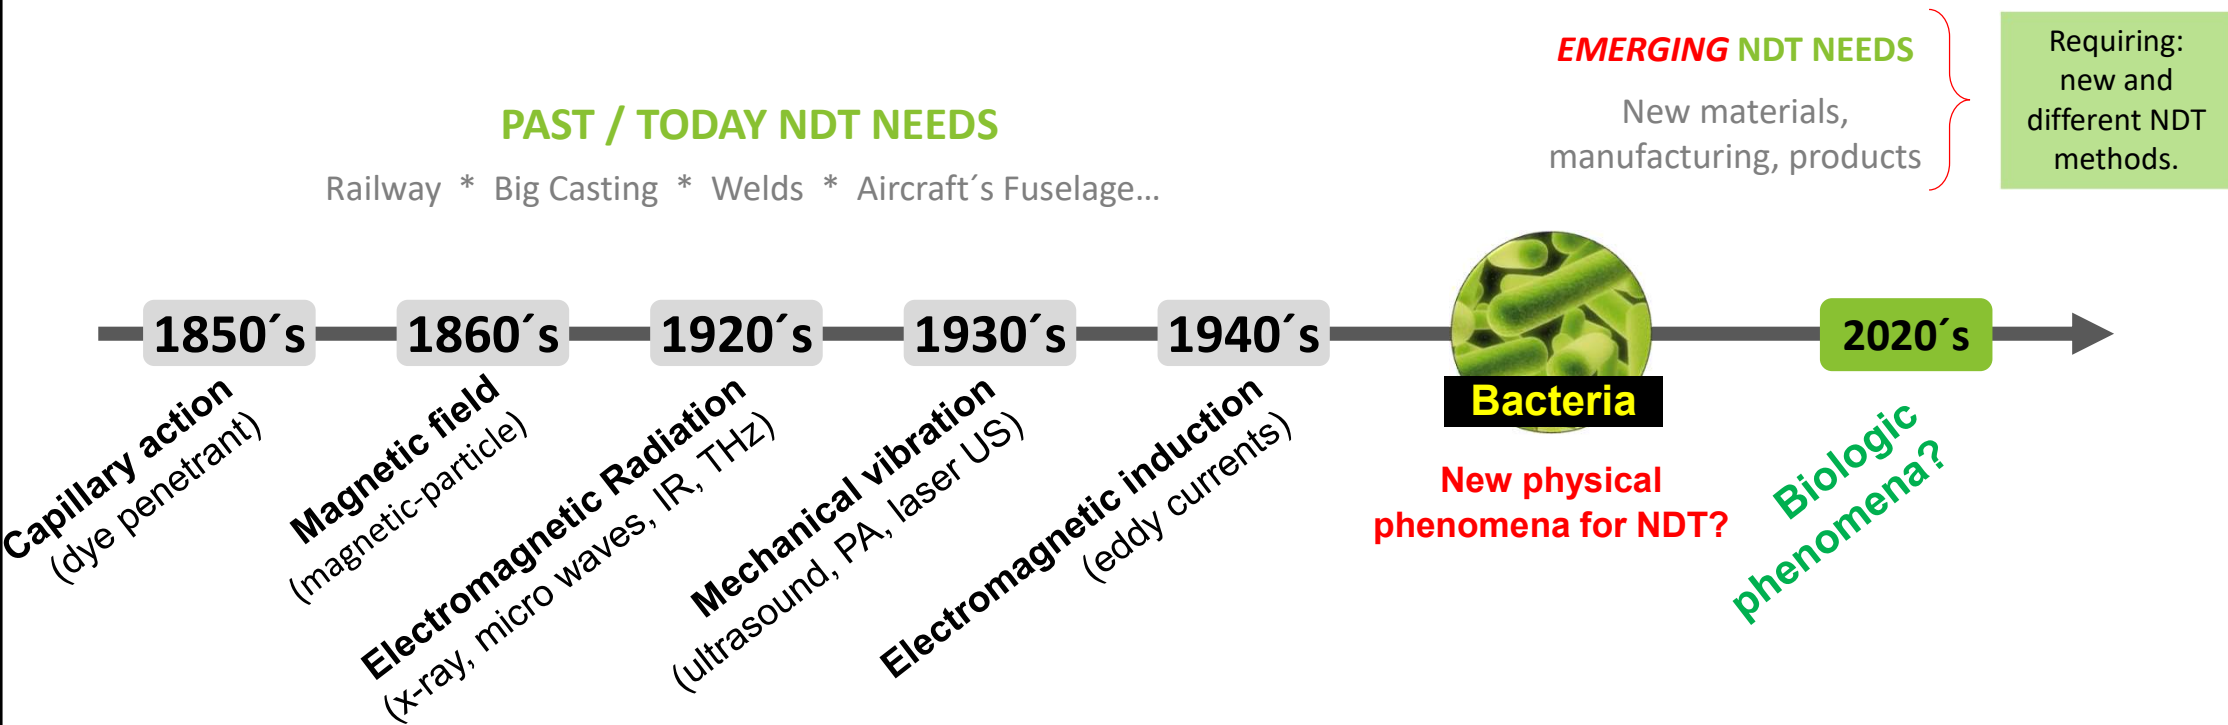 EMERGING NDT NEEDS
New materials,
manufacturing, products
Requiring:
new and
different NDT
methods.
PAST / TODAY NDT NEEDS
Railway * Big Casting * Welds * Aircraft´s Fuselage…
1850´s
1860´s
1920´s
1930´s
1940´s
2020´s
Capillary action
(dye penetrant)
Magnetic field
(magnetic-particle)
Electromagnetic Radiation
(x-ray, micro waves, IR, THz)
Mechanical vibration
(ultrasound, PA, laser US)
Electromagnetic induction
(eddy currents)
Bacteria
New physical
phenomena for NDT?
Biologic
phenomena?